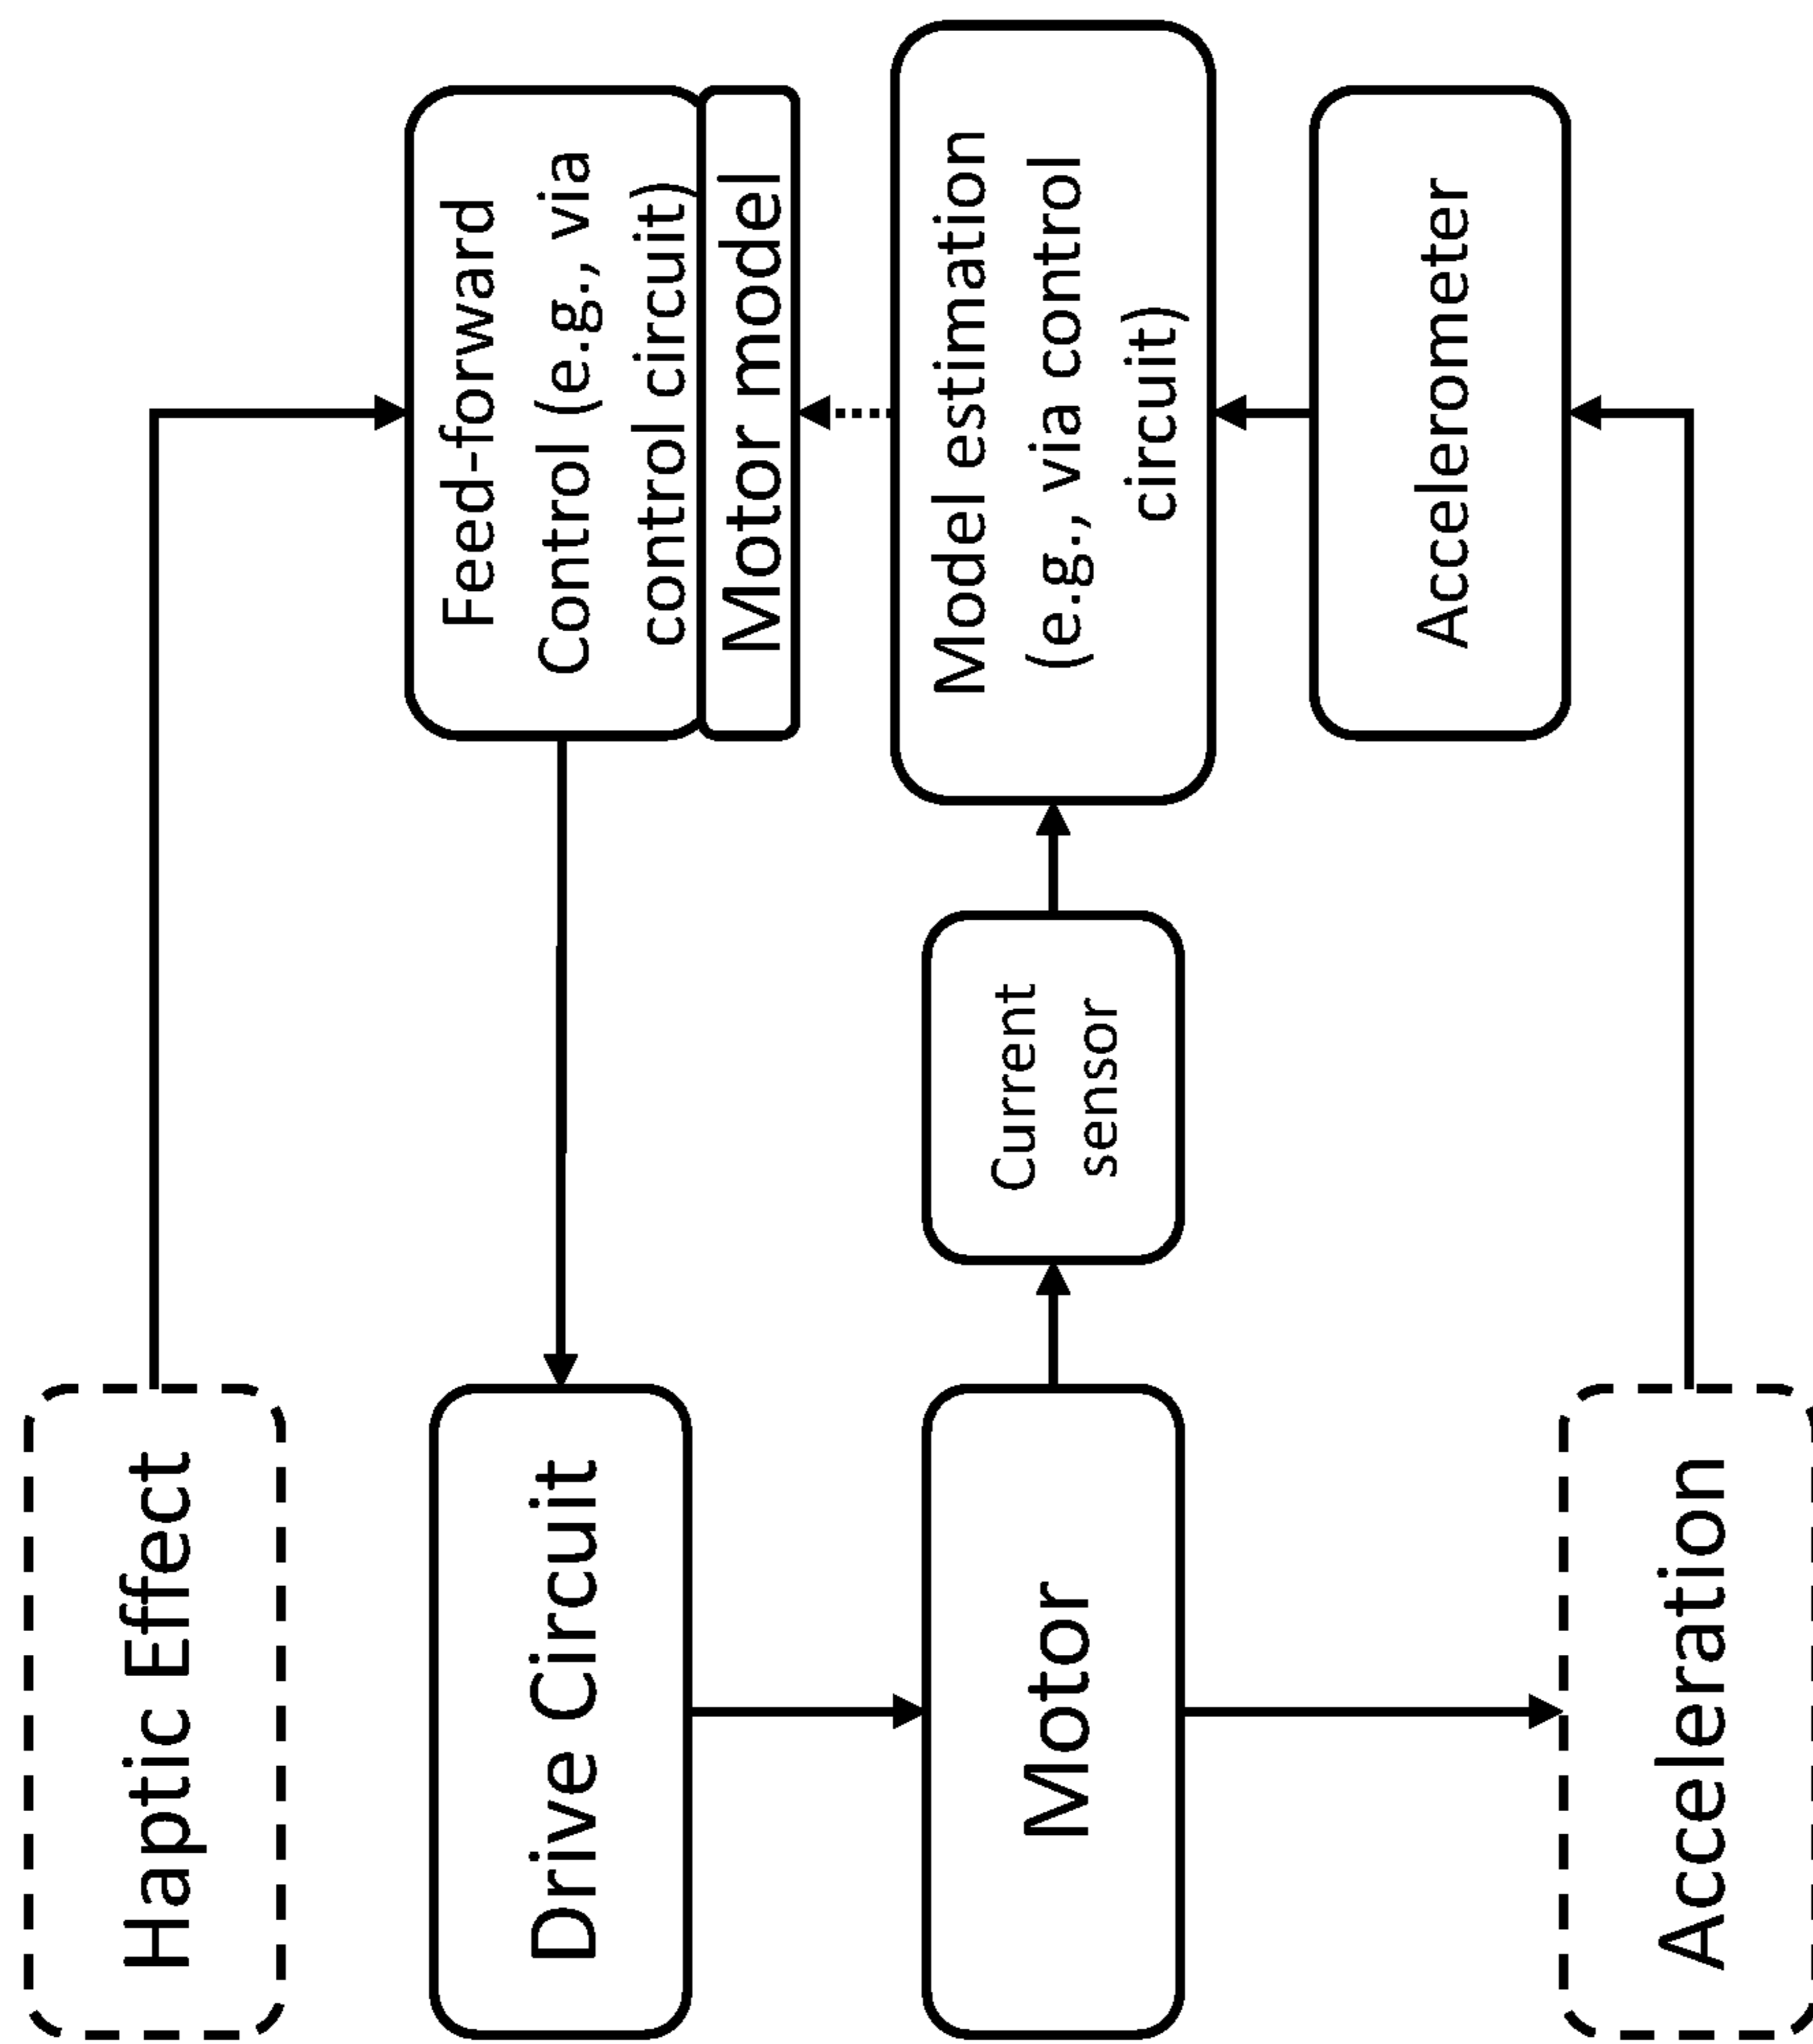 Haptic Effect
Feed-forward
Control (e.g., via
control circuit)
Motor model
Drive Circuit
Model estimation
(e.g., via control
circuit)
Current
sensor
Motor
Accelerometer
Acceleration